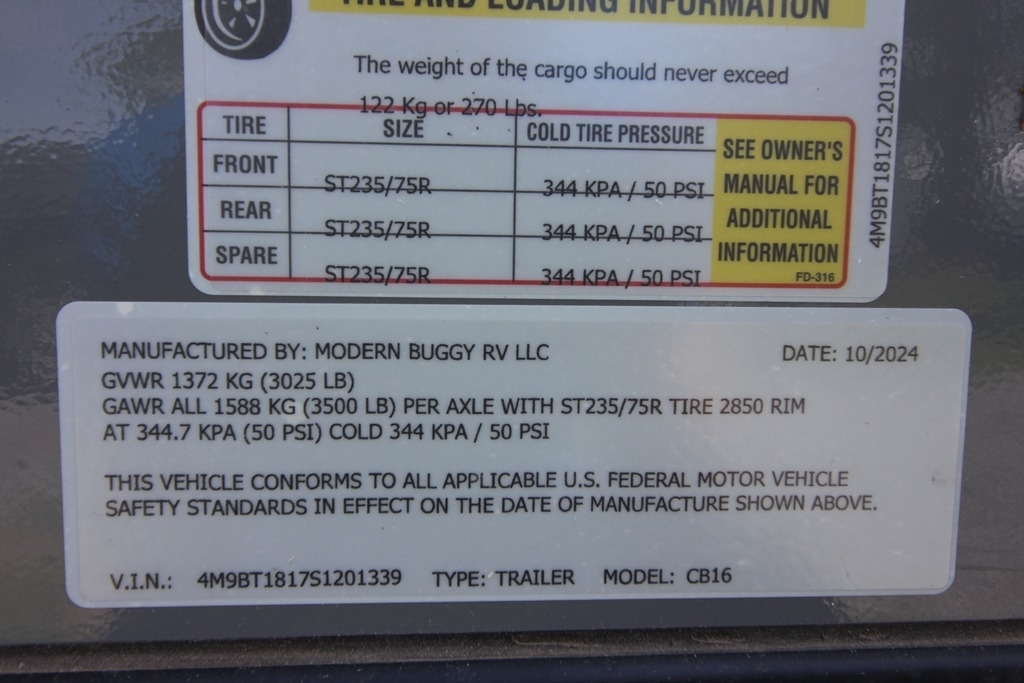 TIRE AND LOADING INFORMATION
The weight of the cargo should never exceed
122 Kg or 270 Lbs.
TIRE SIZE COLD TIRE PRESSURE
FRONT ST235/75R 344 KPA / 50 PSI
REAR ST235/75R 344 KPA / 50 PSI
SPARE ST235/75R 344 KPA / 50 PSI
SEE OWNER'S
MANUAL FOR
ADDITIONAL
INFORMATION
FD-316
4M9BT1817S1201339
MANUFACTURED BY: MODERN BUGGY RV LLC DATE: 10/2024
GVWR 1372 KG (3025 LB)
GAWR ALL 1588 KG (3500 LB) PER AXLE WITH ST235/75R TIRE 2850 RIM
AT 344.7 KPA (50 PSI) COLD 344 KPA / 50 PSI
THIS VEHICLE CONFORMS TO ALL APPLICABLE U.S. FEDERAL MOTOR VEHICLE
SAFETY STANDARDS IN EFFECT ON THE DATE OF MANUFACTURE SHOWN ABOVE.
V.I.N.: 4M9BT1817S1201339 TYPE: TRAILER MODEL: CB16